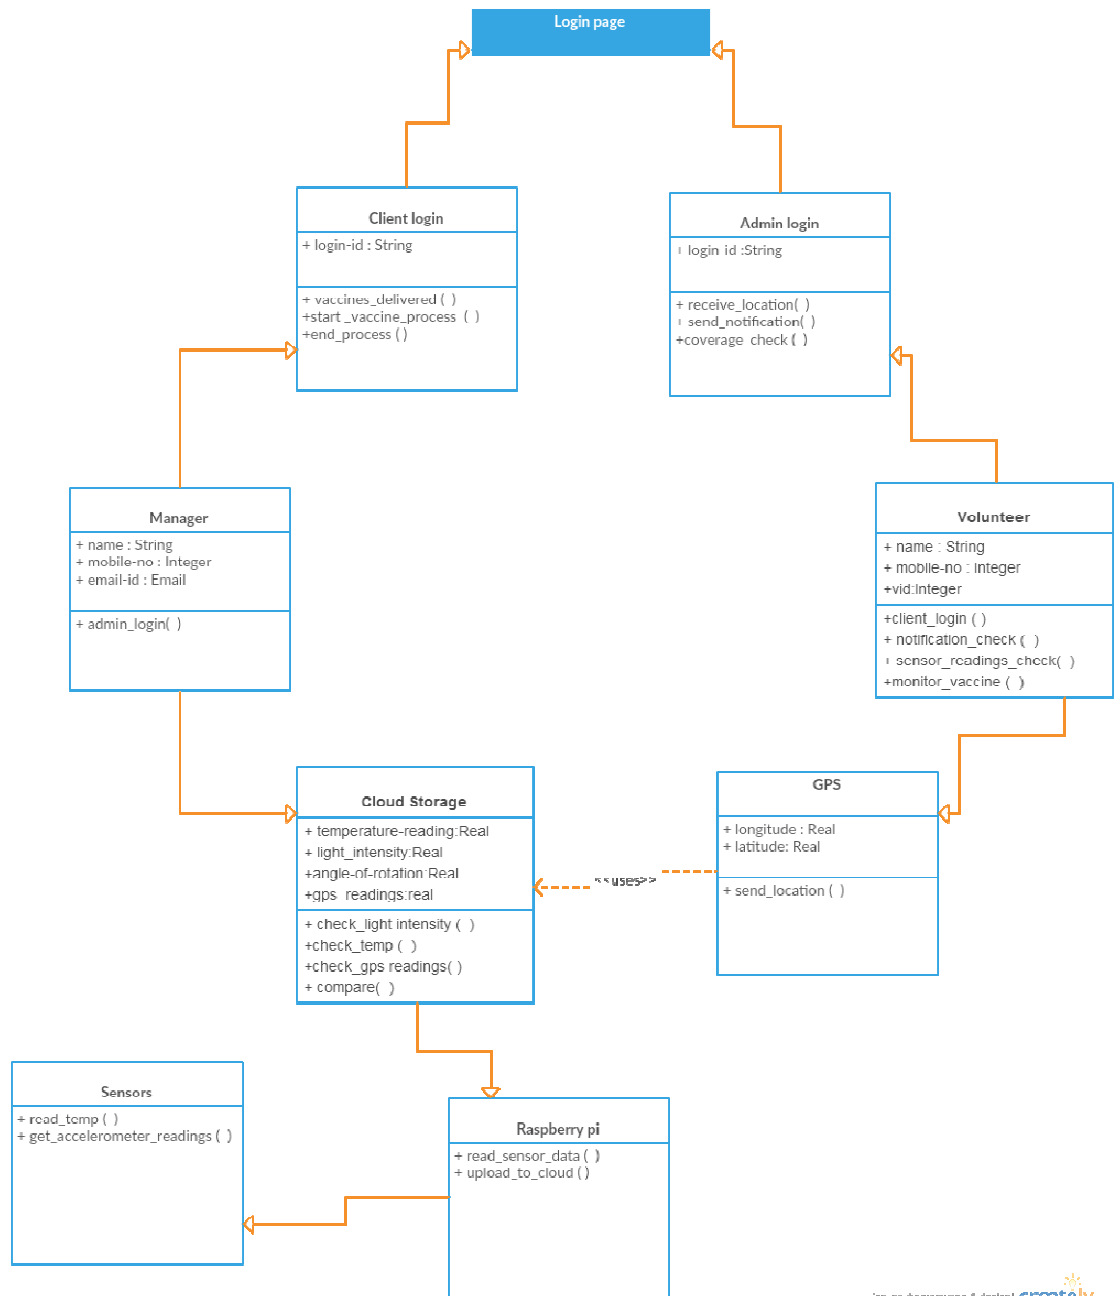 Login page
Client login
+ login-id : String
+ vaccines_delivered ( )
+start _vaccine_process ( )
+end_process ( )
Admin login
+ login id :String
+ receive_location( )
+ send_notification( )
+coverage check ( )
Manager
+ name : String
+ mobile-no : Integer
+ email-id : Email
+ admin_login( )
Volunteer
+ name : String
+ mobile-no : Integer
+vid:Integer
+client_login ( )
+ notification_check ( )
+ sensor_readings_check( )
+monitor_vaccine ( )
Cloud Storage
+ temperature-reading:Real
+ light_intensity:Real
+angle-of-rotation:Real
+gps_readings:real
+ check_light intensity ( )
+check_temp ( )
+check_gps readings( )
+ compare( )
<<uses>>
GPS
+ longitude : Real
+ latitude: Real
+ send_location ( )
Sensors
+ read_temp ( )
+ get_accelerometer_readings ( )
Raspberry pi
+ read_sensor_data ( )
+ upload_to_cloud ( )
creately